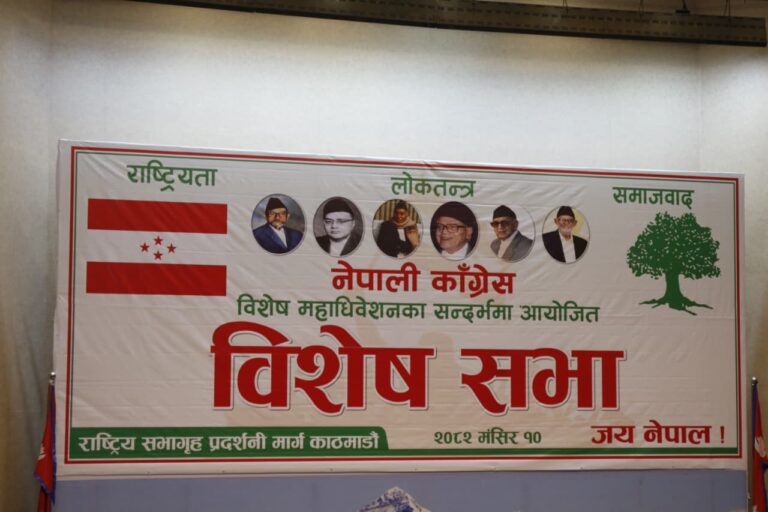 राष्ट्रियता
लोकतन्त्र
समाजवाद
नेपाली काँग्रेस
विशेष महाधिवेशनका सन्दर्भमा आयोजित
विशेष सभा
राष्ट्रिय सभागृह प्रदर्शनी मार्ग काठमाडौं
२०८२ मंसिर १०
जय नेपाल !